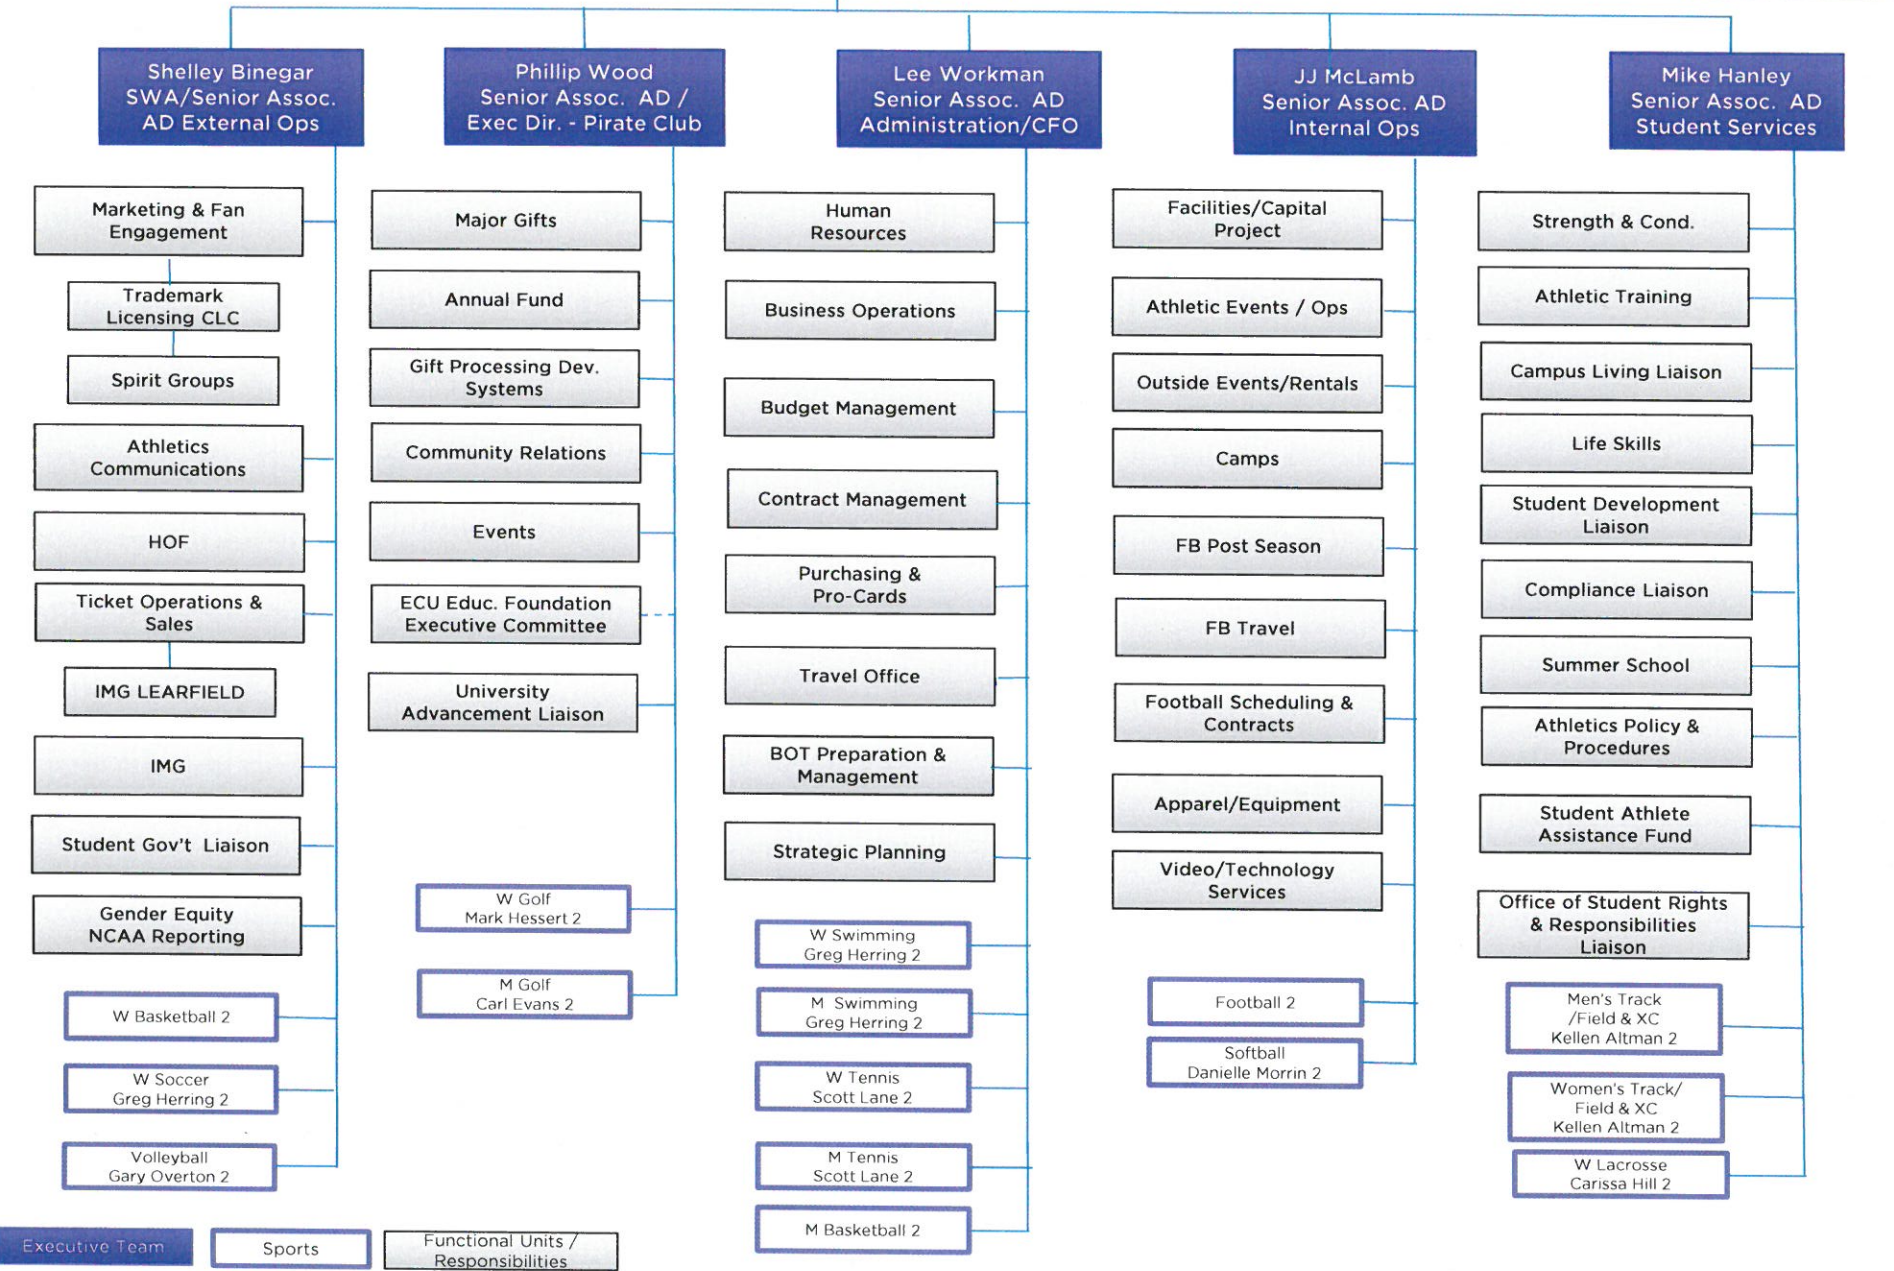 Shelley Binegar
SWA/Senior Assoc.
AD External Ops
Phillip Wood
Senior Assoc. AD /
Exec Dir. - Pirate Club
Lee Workman
Senior Assoc. AD
Administration/CFO
JJ McLamb
Senior Assoc. AD
Internal Ops
Mike Hanley
Senior Assoc. AD
Student Services
Marketing & Fan
Engagement
Trademark
Licensing CLC
Spirit Groups
Athletics
Communications
HOF
Ticket Operations &
Sales
IMG LEARFIELD
IMG
Student Gov't Liaison
Gender Equity
NCAA Reporting
W Basketball 2
W Soccer
Greg Herring 2
Volleyball
Gary Overton 2
Major Gifts
Annual Fund
Gift Processing Dev.
Systems
Community Relations
Events
ECU Educ. Foundation
Executive Committee
University
Advancement Liaison
W Golf
Mark Hessert 2
M Golf
Carl Evans 2
Human
Resources
Business Operations
Budget Management
Contract Management
Purchasing &
Pro-Cards
Travel Office
BOT Preparation &
Management
Strategic Planning
W Swimming
Greg Herring 2
M Swimming
Greg Herring 2
W Tennis
Scott Lane 2
M Tennis
Scott Lane 2
M Basketball 2
Facilities/Capital
Project
Athletic Events / Ops
Outside Events/Rentals
Camps
FB Post Season
FB Travel
Football Scheduling &
Contracts
Apparel/Equipment
Video/Technology
Services
Football 2
Softball
Danielle Morrin 2
Strength & Cond.
Athletic Training
Campus Living Liaison
Life Skills
Student Development
Liaison
Compliance Liaison
Summer School
Athletics Policy &
Procedures
Student Athlete
Assistance Fund
Office of Student Rights
& Responsibilities
Liaison
Men's Track
/Field & XC
Kellen Altman 2
Women's Track/
Field & XC
Kellen Altman 2
W Lacrosse
Carissa Hill 2
Executive Team
Sports
Functional Units /
Responsibilities